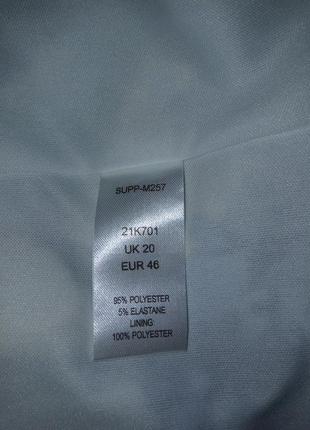 SUPP-M257
21K701
UK 20
EUR 46
95% POLYESTER
5% ELASTANE
LINING:
100% POLYESTER